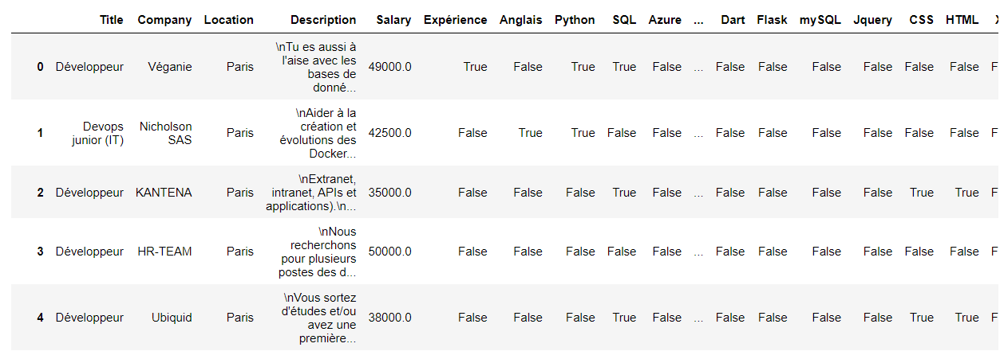 Title Company Location Description Salary Expérience Anglais Python SQL Azure ... Dart Flask mySQL Jquery CSS HTML
0 Développeur Véganie Paris \nTu es aussi à l'aise avec les bases de donné... 49000.0 True False True True False ... False False False False False False F
1 Devops junior (IT) Nicholson SAS Paris \nAider à la création et évolutions des Docker... 42500.0 False True True False False ... False False False False False False F
2 Développeur KANTENA Paris \nExtranet, intranet, APIs et applications).\n... 35000.0 False False False True False ... False False False False True True F
3 Développeur HR-TEAM Paris \nNous recherchons pour plusieurs postes des d... 50000.0 False False False False False ... False False False False False False F
4 Développeur Ubiquid Paris \nVous sortez d'études et/ou avez une première... 38000.0 False False False True False ... False False False False True True F